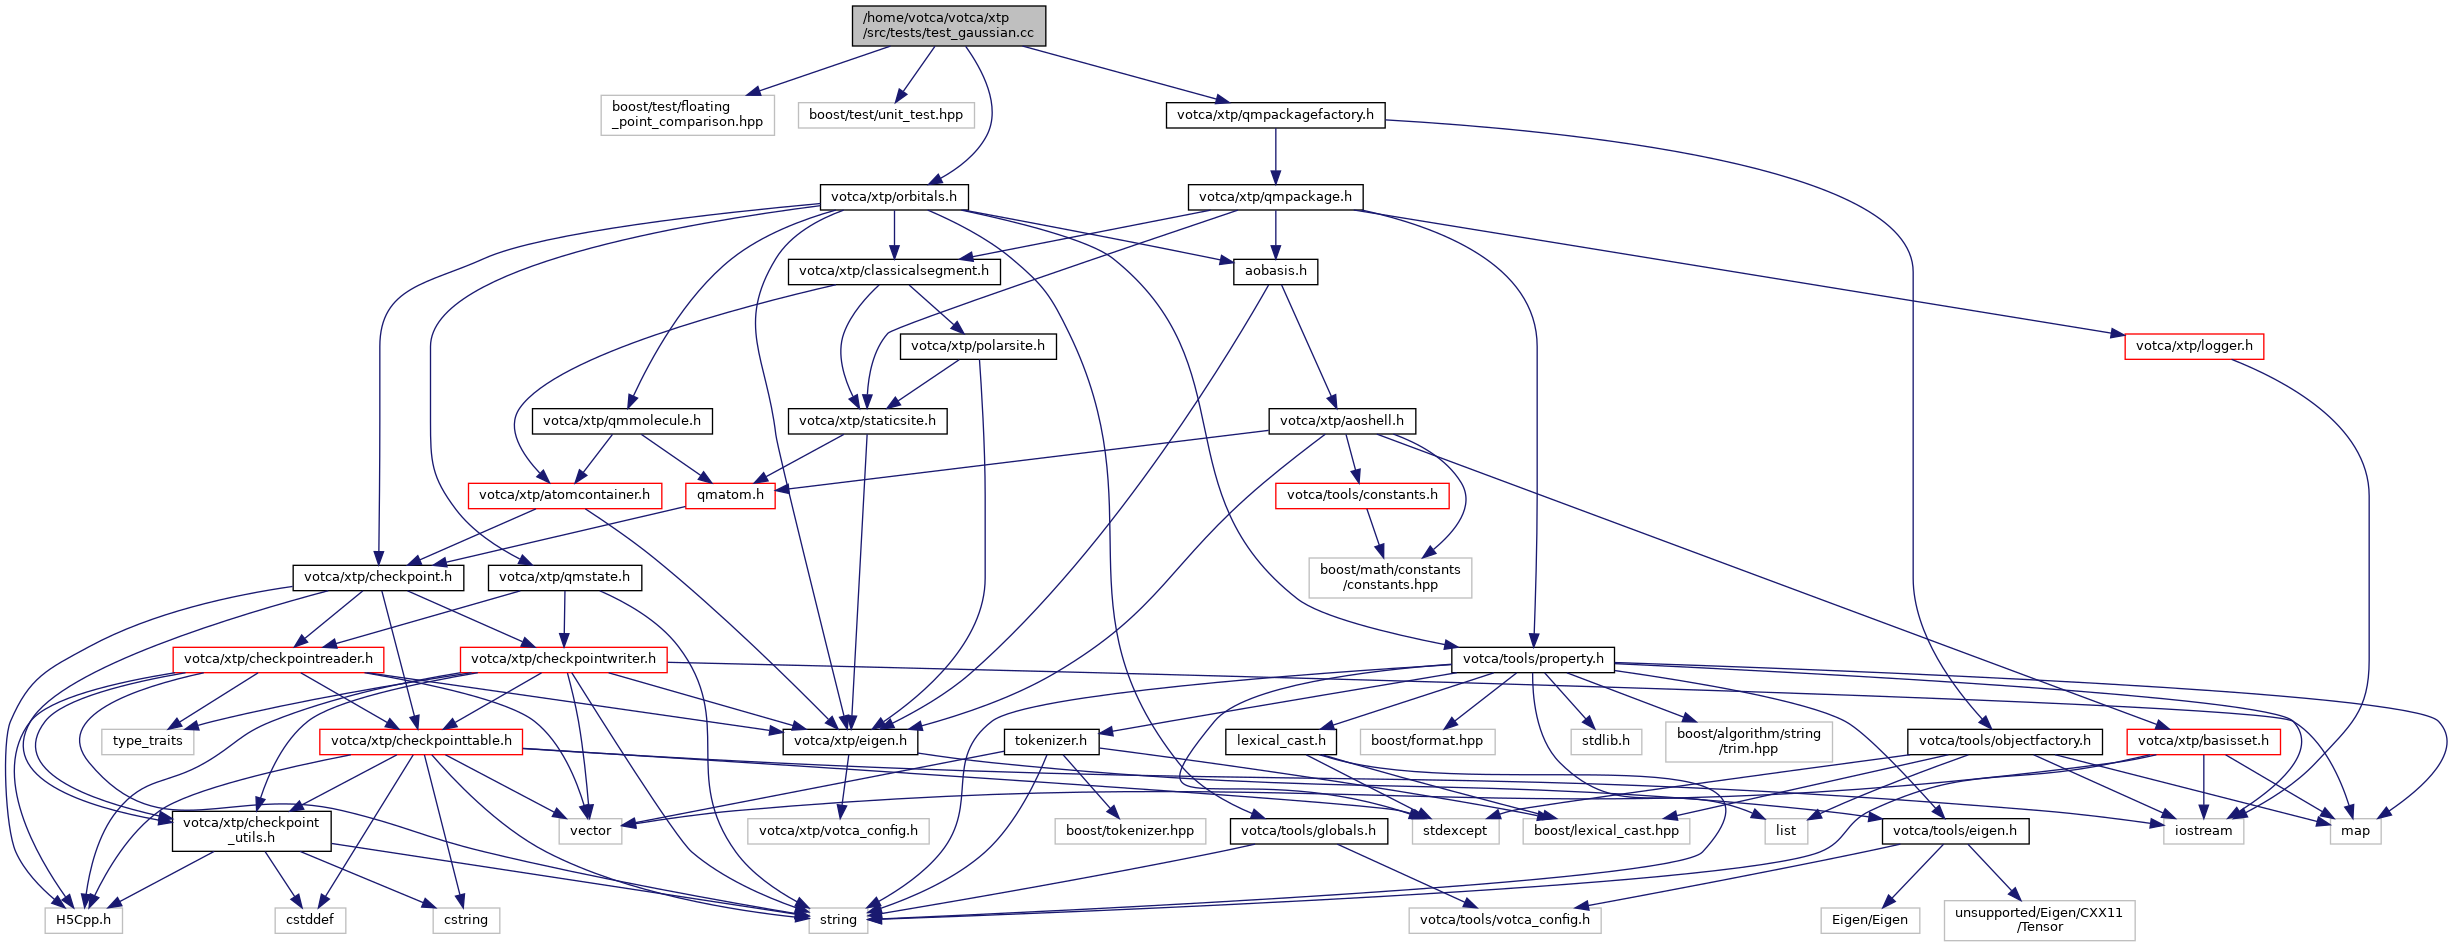 /home/votca/votca/xtp
/src/tests/test_gaussian.cc
boost/test/floating
_point_comparison.hpp
boost/test/unit_test.hpp
votca/xtp/qmpackagefactory.h
votca/xtp/orbitals.h
votca/xtp/qmpackage.h
votca/xtp/classicalsegment.h
aobasis.h
votca/xtp/polarsite.h
votca/xtp/logger.h
votca/xtp/qmmolecule.h
votca/xtp/staticsite.h
votca/xtp/aoshell.h
votca/xtp/atomcontainer.h
qmatom.h
votca/tools/constants.h
votca/xtp/checkpoint.h
votca/xtp/qmstate.h
boost/math/constants
/constants.hpp
votca/xtp/checkpointreader.h
votca/xtp/checkpointwriter.h
votca/tools/property.h
type_traits
votca/xtp/checkpointtable.h
votca/xtp/eigen.h
tokenizer.h
lexical_cast.h
boost/format.hpp
stdlib.h
boost/algorithm/string
/trim.hpp
votca/tools/objectfactory.h
votca/xtp/basisset.h
votca/xtp/checkpoint
_utils.h
vector
votca/xtp/votca_config.h
boost/tokenizer.hpp
votca/tools/globals.h
stdexcept
boost/lexical_cast.hpp
list
votca/tools/eigen.h
iostream
map
H5Cpp.h
cstddef
cstring
string
votca/tools/votca_config.h
Eigen/Eigen
unsupported/Eigen/CXX11
/Tensor